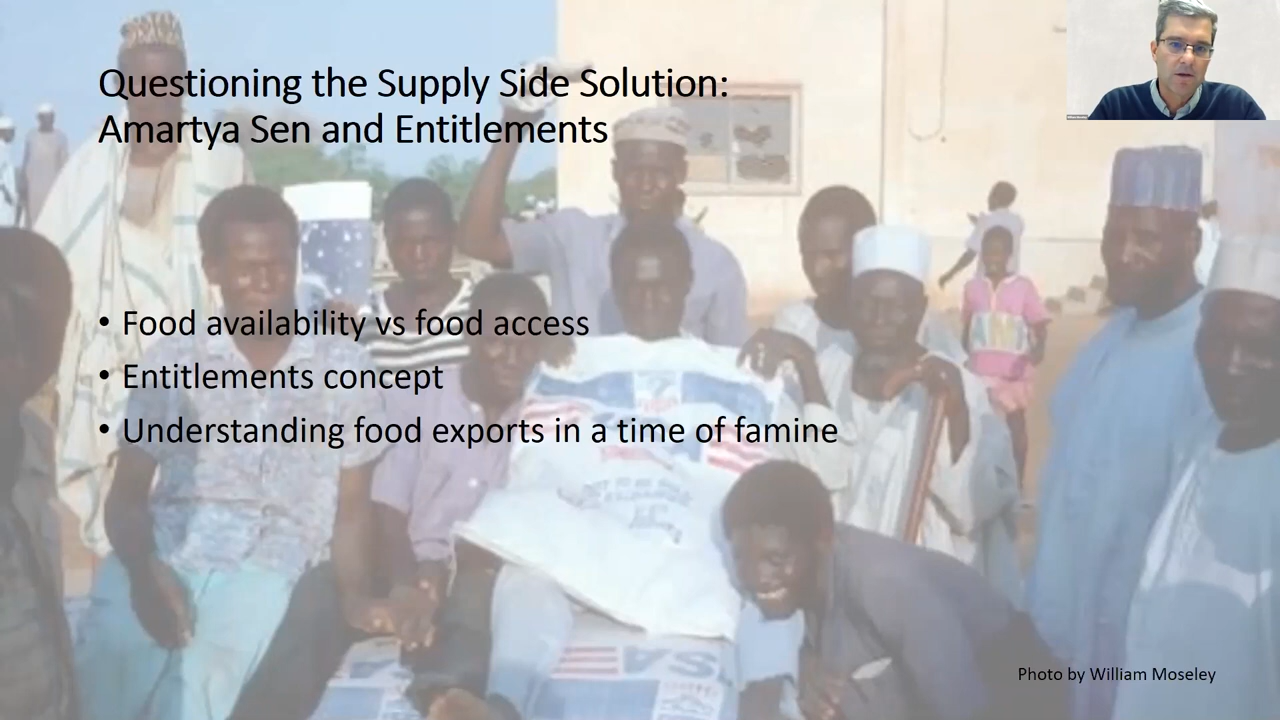 Questioning the Supply Side Solution:
Amartya Sen and Entitlements
• Food availability vs food access
• Entitlements concept
• Understanding food exports in a time of famine
Photo by William Moseley